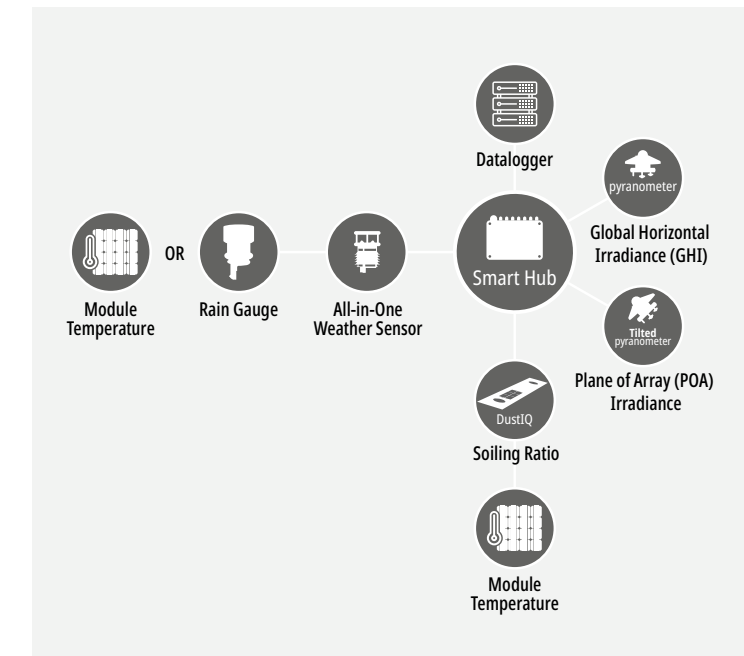 Datalogger
pyranometer
Global Horizontal
Irradiance (GHI)
Smart Hub
OR
Module
Temperature
Rain Gauge
All-in-One
Weather Sensor
Tilted
pyranometer
Plane of Array (POA)
Irradiance
DustIQ
Soiling Ratio
Module
Temperature